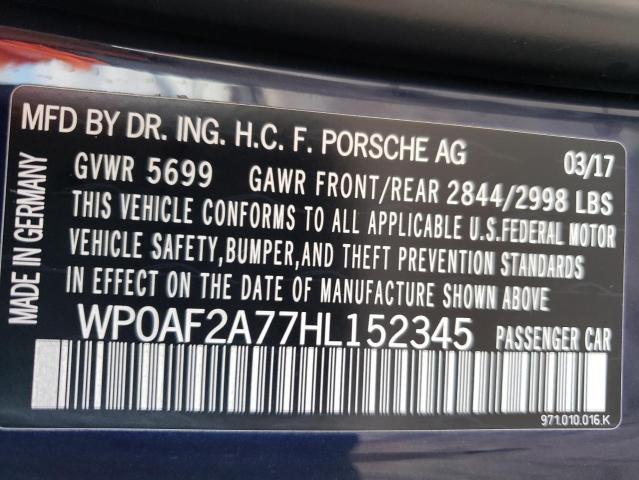 MFD BY DR. ING. H.C. F. PORSCHE AG 03/17
GVWR 5699 GAWR FRONT/REAR 2844/2998 LBS
THIS VEHICLE CONFORMS TO ALL APPLICABLE U.S.FEDERAL MOTOR
VEHICLE SAFETY,BUMPER,AND THEFT PREVENTION STANDARDS
IN EFFECT ON THE DATE OF MANUFACTURE SHOWN ABOVE
WP0AF2A77HL152345 PASSENGER CAR
971.010.016.K
MADE IN GERMANY